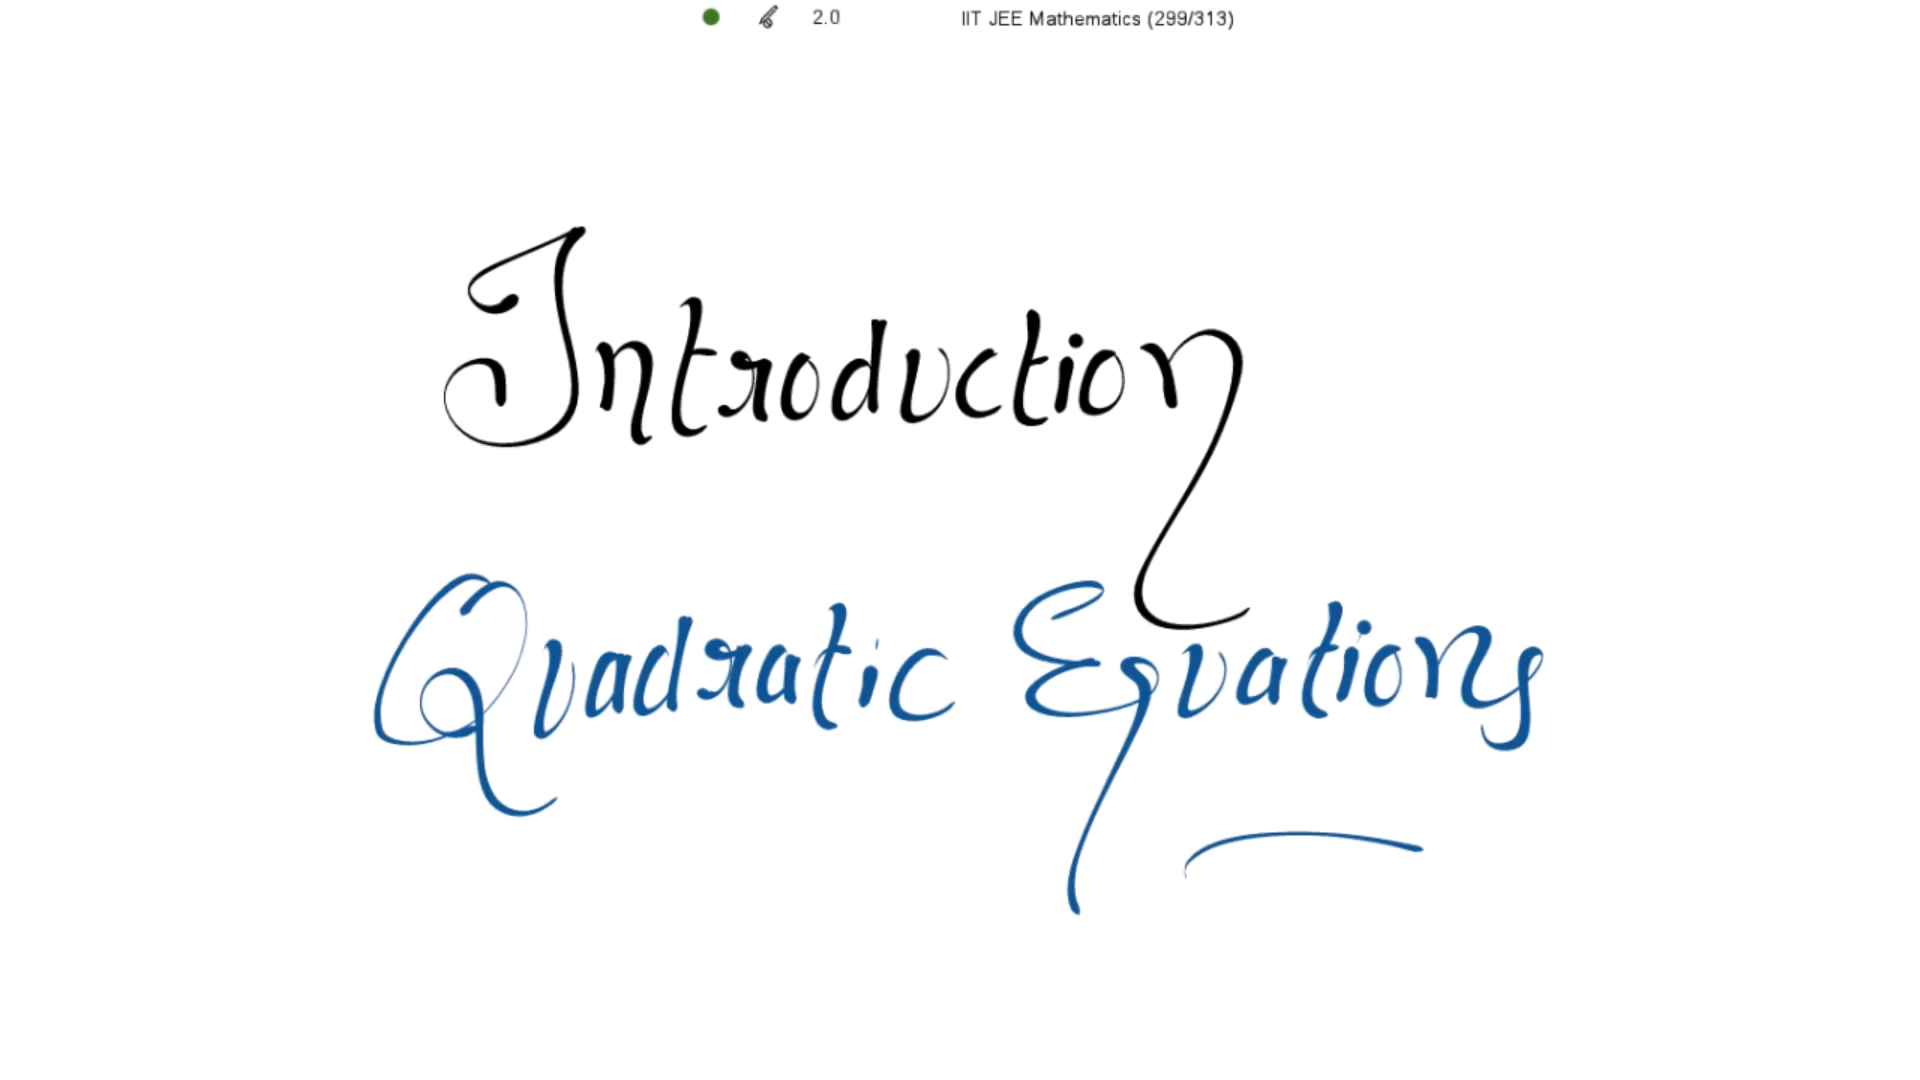 2.0 IIT JEE Mathematics (299/313)
Introduction
Quadratic Equations